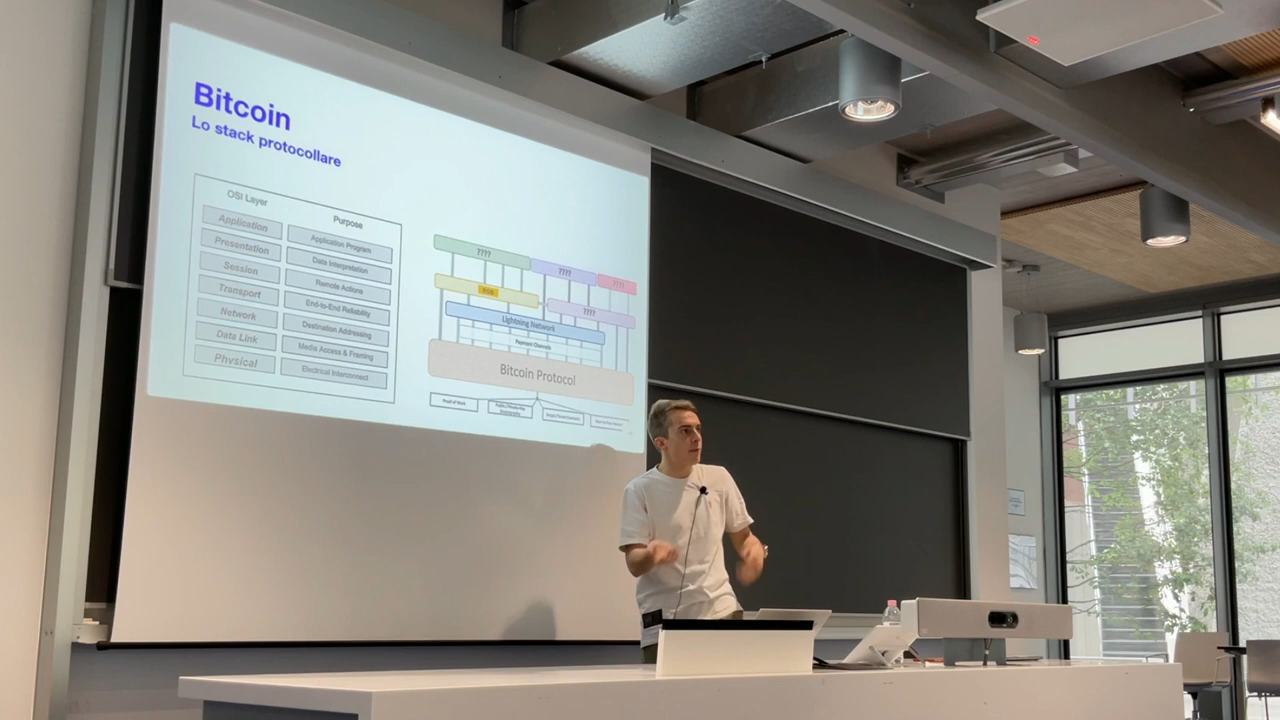 Bitcoin
Lo stack protocollare
OSI Layer
Purpose
Application
Application Program
Presentation
Data Interpretation
Session
Remote Actions
Transport
End-to-End Reliability
Network
Destination Addressing
Data Link
Media Access & Framing
Physical
Electrical Interconnect
????
????
????
????
Lightning Network
Payment Channels
Bitcoin Protocol
Proof of Work